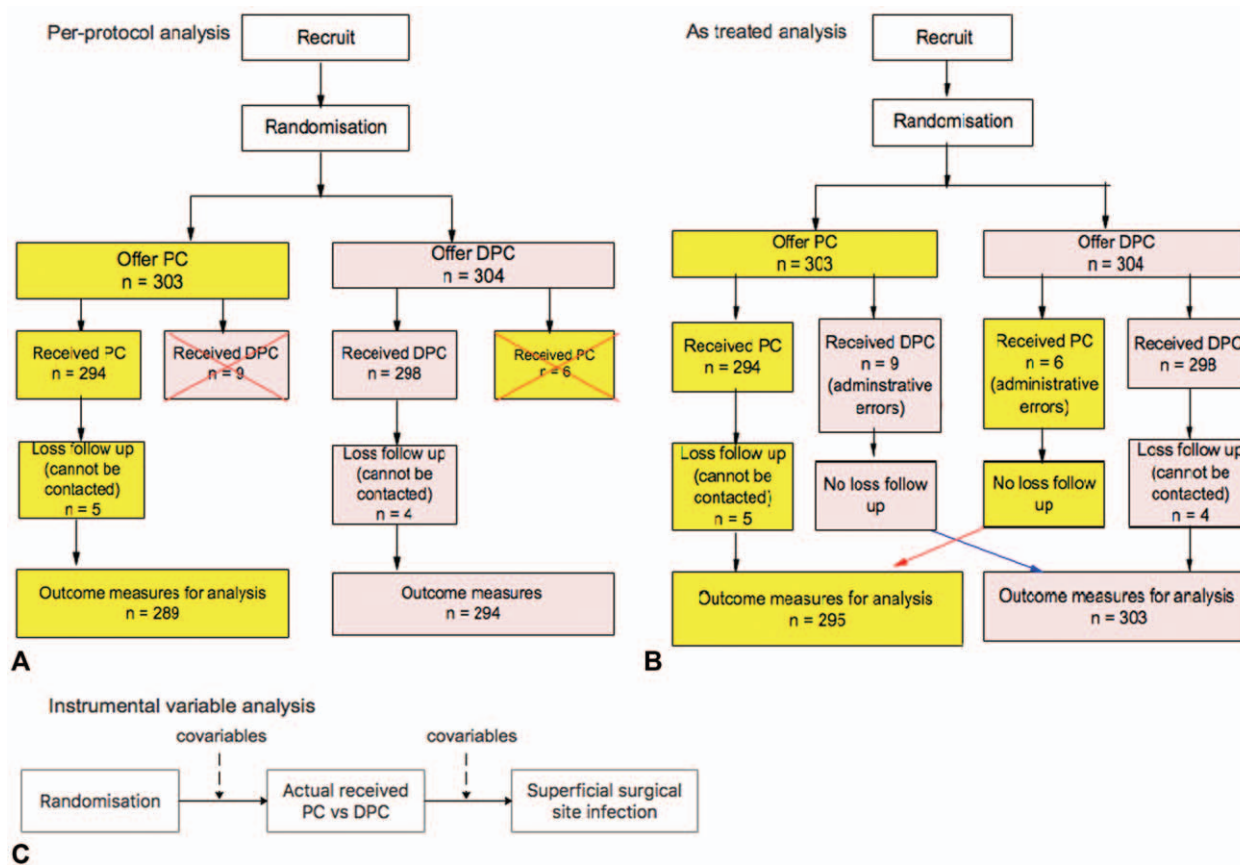 Per-protocol analysis
Recruit
Randomisation
Offer PC
n = 303
Offer DPC
n = 304
Received PC
n = 294
Received DPC
n = 9
Received DPC
n = 298
Received PC
n = 6
Loss follow up
(cannot be
contacted)
n = 5
Loss follow up
(cannot be
contacted)
n = 4
Outcome measures for analysis
n = 289
Outcome measures
n = 294
A
As treated analysis
Recruit
Randomisation
Offer PC
n = 303
Offer DPC
n = 304
Received PC
n = 294
Received DPC
n = 9
(adminstrative
errors)
Received PC
n = 6
(administrative
errors)
Received DPC
n = 298
Loss follow up
(cannot be
contacted)
n = 5
No loss follow
up
No loss follow
up
Loss follow up
(cannot be
contacted)
n = 4
Outcome measures for analysis
n = 295
Outcome measures for analysis
n = 303
B
Instrumental variable analysis
covariables
covariables
Randomisation
Actual received
PC vs DPC
Superficial surgical
site infection
C